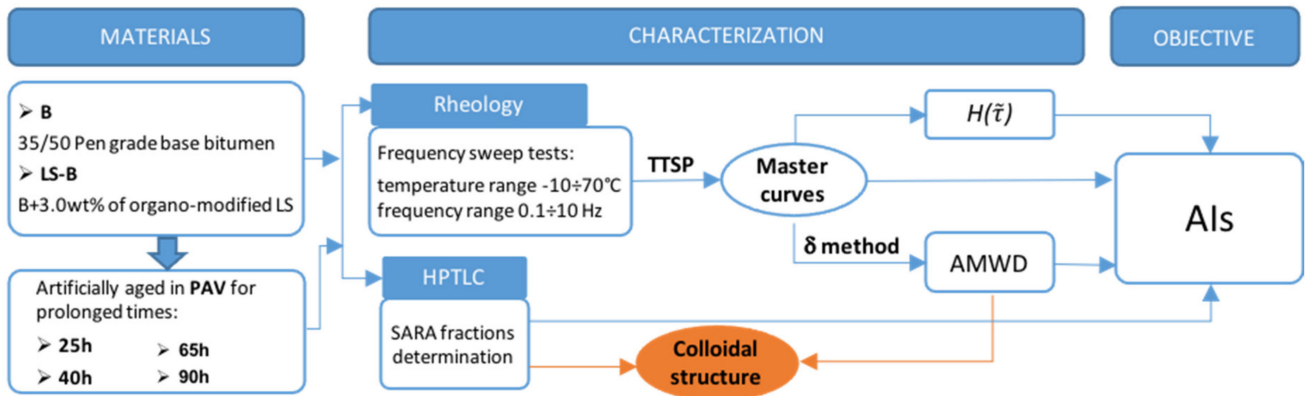 MATERIALS
CHARACTERIZATION
OBJECTIVE
➢ B
35/50 Pen grade base bitumen
➢ LS-B
B+3.0wt% of organo-modified LS
Artificially aged in PAV for
prolonged times:
➢ 25h ➢ 65h
➢ 40h ➢ 90h
Rheology
Frequency sweep tests:
temperature range -10÷70℃
frequency range 0.1÷10 Hz
HPTLC
SARA fractions
determination
TTSP
Master
curves
H(τ̃)
δ method
AMWD
Colloidal
structure
AIs